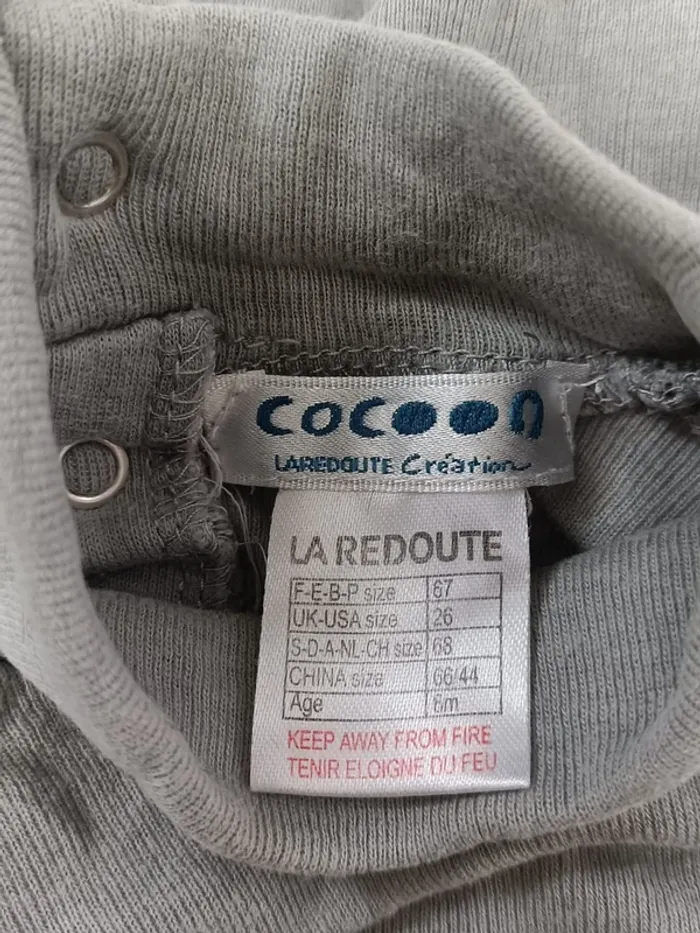 cocoon
LAREDOUTE Création
LA REDOUTE
F-E-B-P size 67
UK-USA size 26
S-D-A-NL-CH size 68
CHINA size 66/44
Age 6m
KEEP AWAY FROM FIRE
TENIR ELOIGNE DU FEU